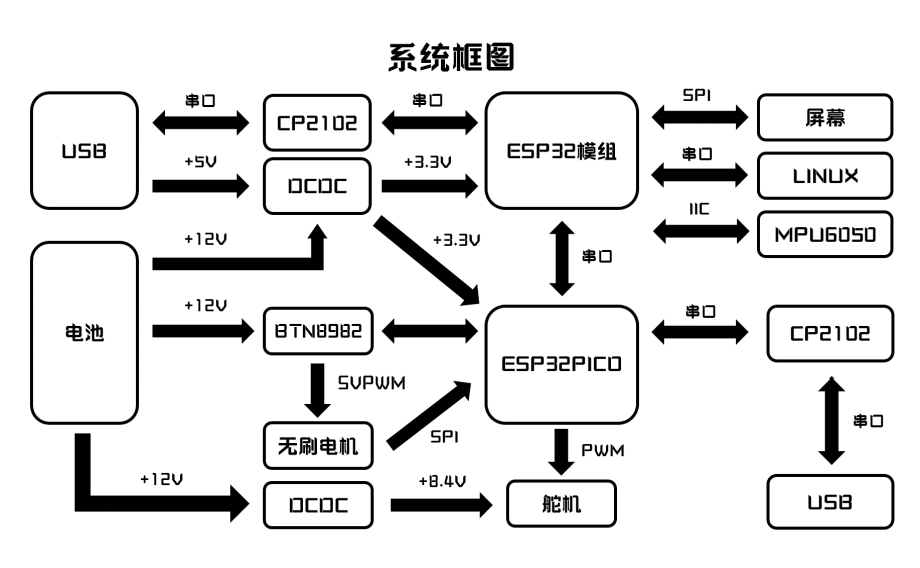 系统框图
串口
串口
SPI
USB
CP2102
ESP32模组
屏幕
+5V
+3.3V
串口
DCDC
LINUX
IIC
+12V
+3.3V
MPU6050
串口
电池
+12V
BTN8982
ESP32PICO
串口
CP2102
SVPWM
无刷电机
SPI
PWM
串口
+12V
DCDC
+8.4V
舵机
USB